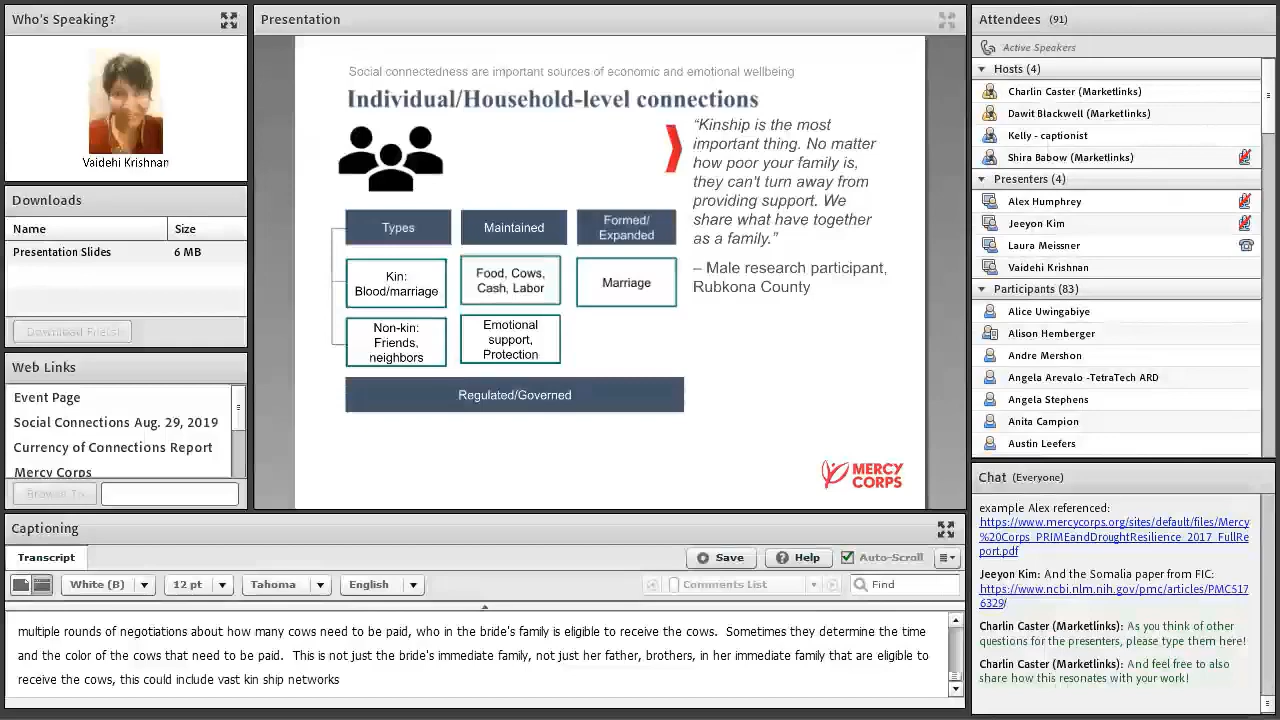 Who's Speaking?
Vaidehi Krishnan
Downloads
Name Size
Presentation Slides 6 MB
Web Links
Event Page
Social Connections Aug. 29, 2019
Currency of Connections Report
Mercy Corps
Browse To
Presentation
Social connectedness are important sources of economic and emotional wellbeing
Individual/Household-level connections
Types
Maintained
Formed/
Expanded
Kin:
Blood/marriage
Food, Cows,
Cash, Labor
Marriage
Non-kin:
Friends,
neighbors
Emotional
support,
Protection
Regulated/Governed
“Kinship is the most
important thing. No matter
how poor your family is,
they can't turn away from
providing support. We
share what have together
as a family.”
– Male research participant,
Rubkona County
MERCY
CORPS
Captioning
Transcript
Save
Help
Auto-Scroll
White (B)
12 pt
Tahoma
English
Comments List
Find
multiple rounds of negotiations about how many cows need to be paid, who in the bride's family is eligible to receive the cows. Sometimes they determine the time
and the color of the cows that need to be paid. This is not just the bride's immediate family, not just her father, brothers, in her immediate family that are eligible to
receive the cows, this could include vast kin ship networks
Attendees (91)
Active Speakers
Hosts (4)
Charlin Caster (Marketlinks)
Dawit Blackwell (Marketlinks)
Kelly - captionist
Shira Babow (Marketlinks)
Presenters (4)
Alex Humphrey
Jeeyon Kim
Laura Meissner
Vaidehi Krishnan
Participants (83)
Alice Uwingabiye
Alison Hemberger
Andre Mershon
Angela Arevalo -TetraTech ARD
Angela Stephens
Anita Campion
Austin Leefers
Chat (Everyone)
example Alex referenced:
https://www.mercycorps.org/sites/default/files/Mercy
%20Corps_PRIMEandDroughtResilience_2017_FullRe
port.pdf
Jeeyon Kim: And the Somalia paper from FIC:
https://www.ncbi.nlm.nih.gov/pmc/articles/PMC517
6329/
Charlin Caster (Marketlinks): As you think of other
questions for the presenters, please type them here!
Charlin Caster (Marketlinks): And feel free to also
share how this resonates with your work!